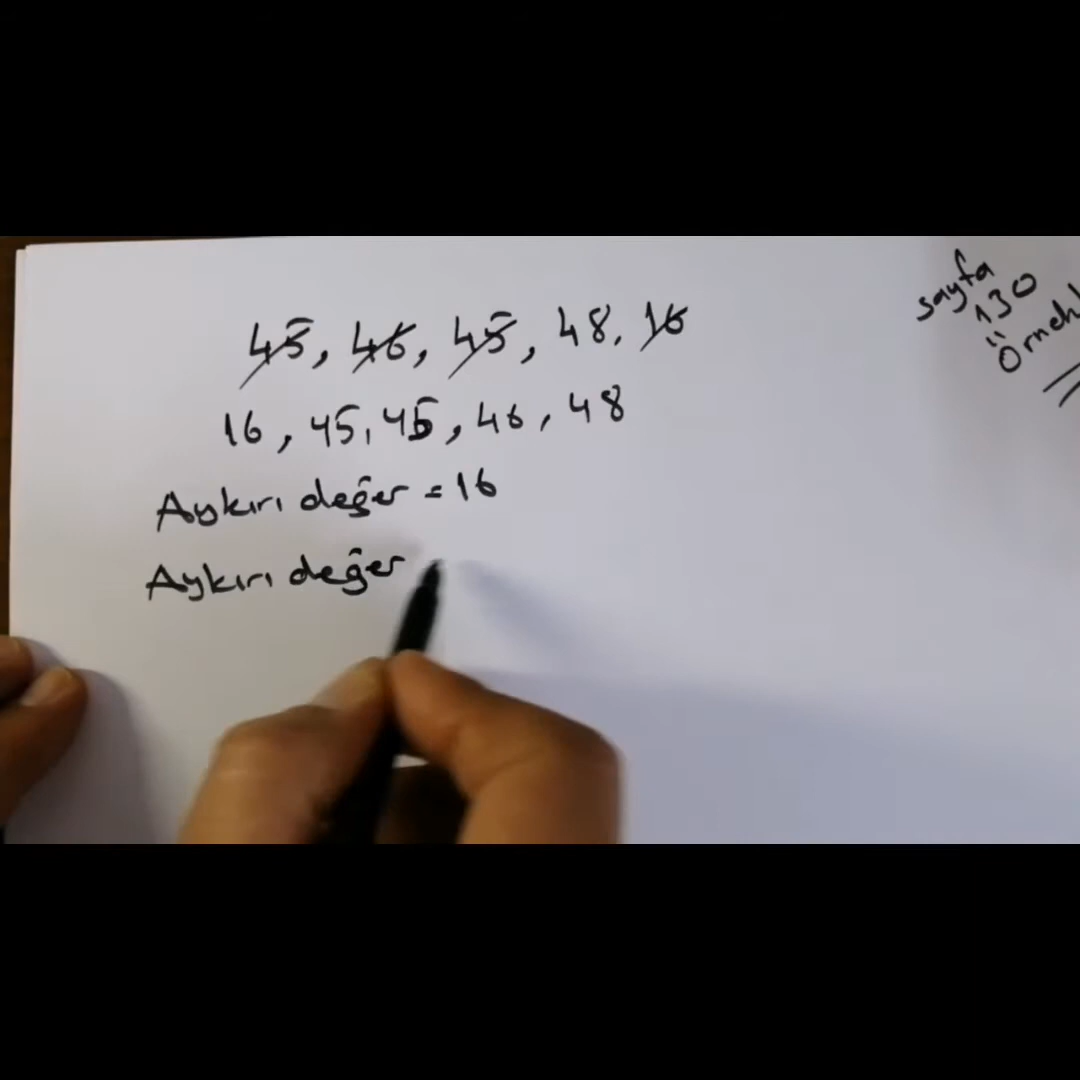 45, 46, 45, 48, 16
16, 45, 45, 46, 48
Aykırı değer = 16
Aykırı değer
sayfa
130
Örnek